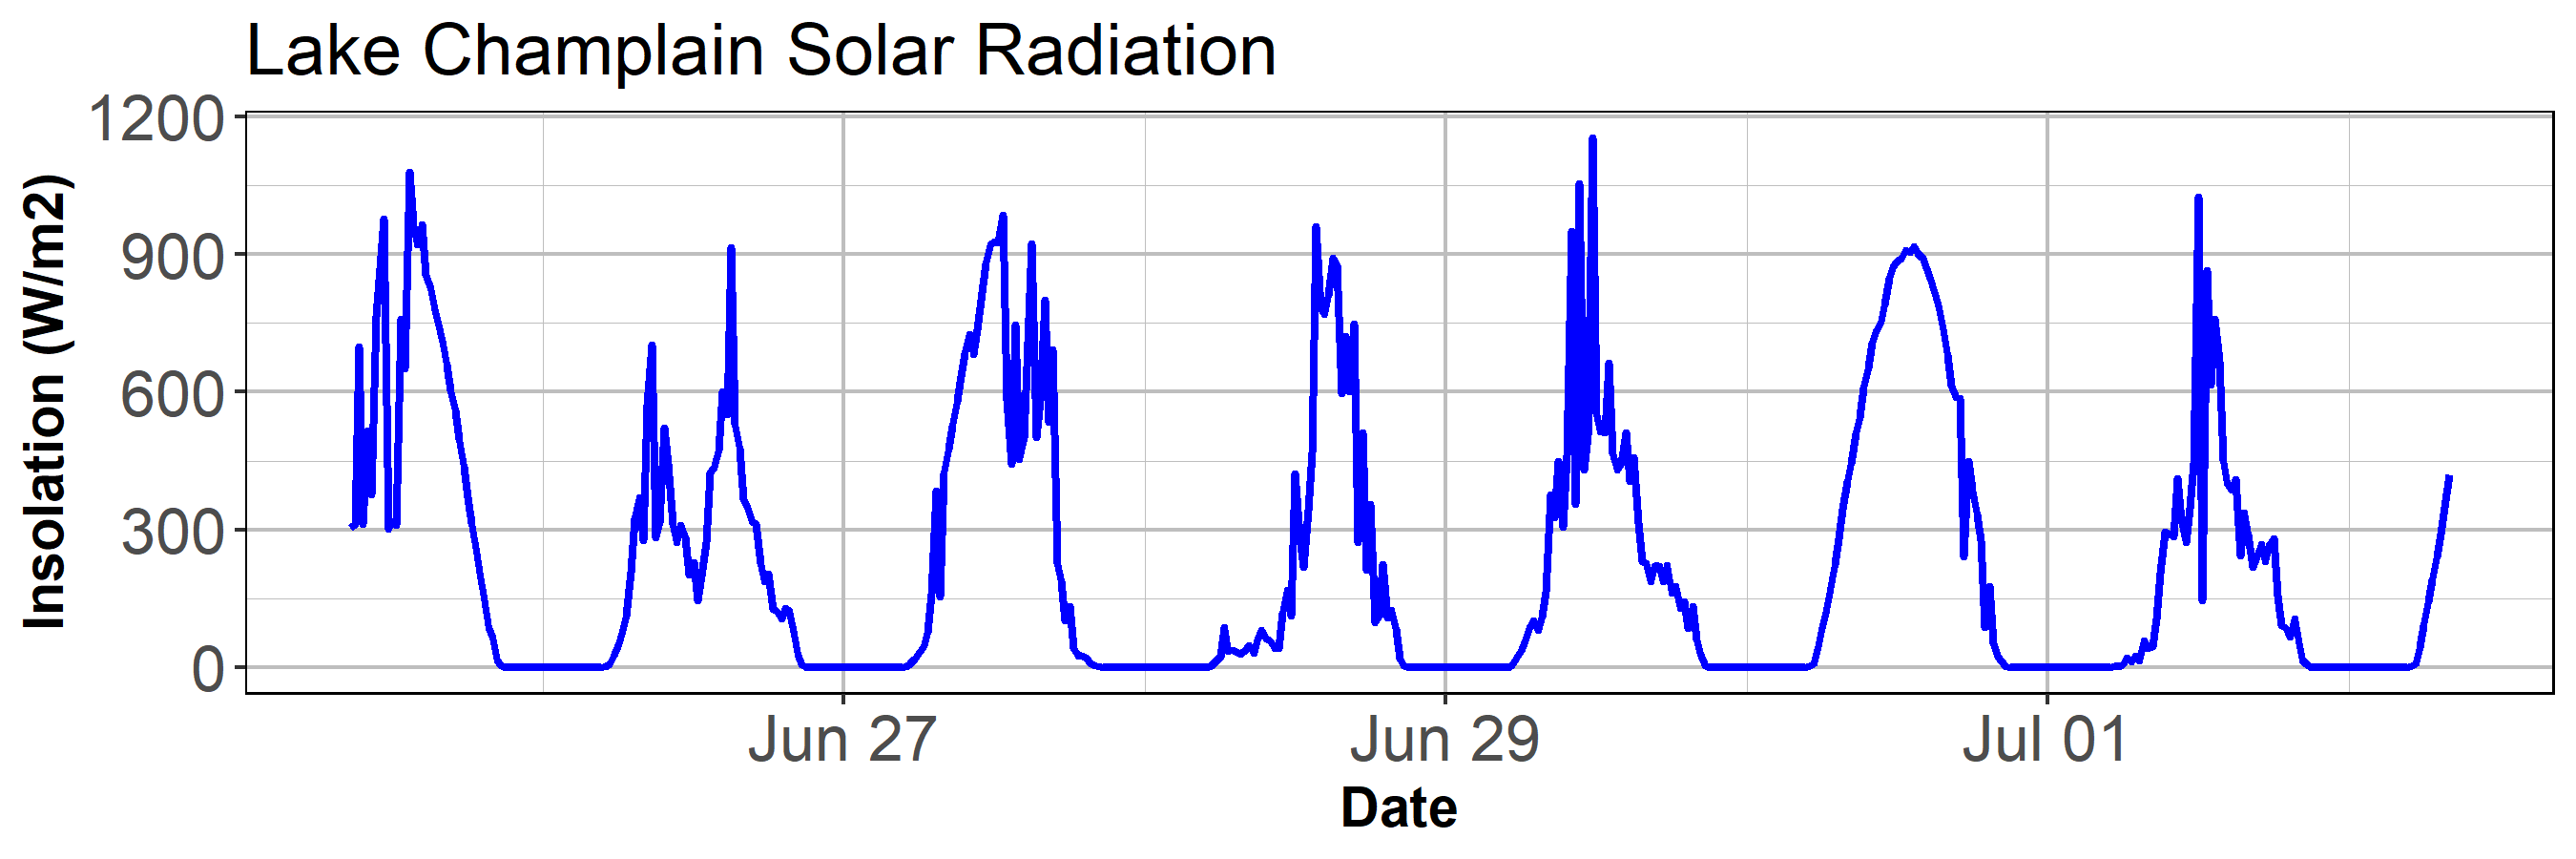 Lake Champlain Solar Radiation
1200
900
600
300
0
Insolation (W/m2)
Jun 27 Jun 29 Jul 01
Date